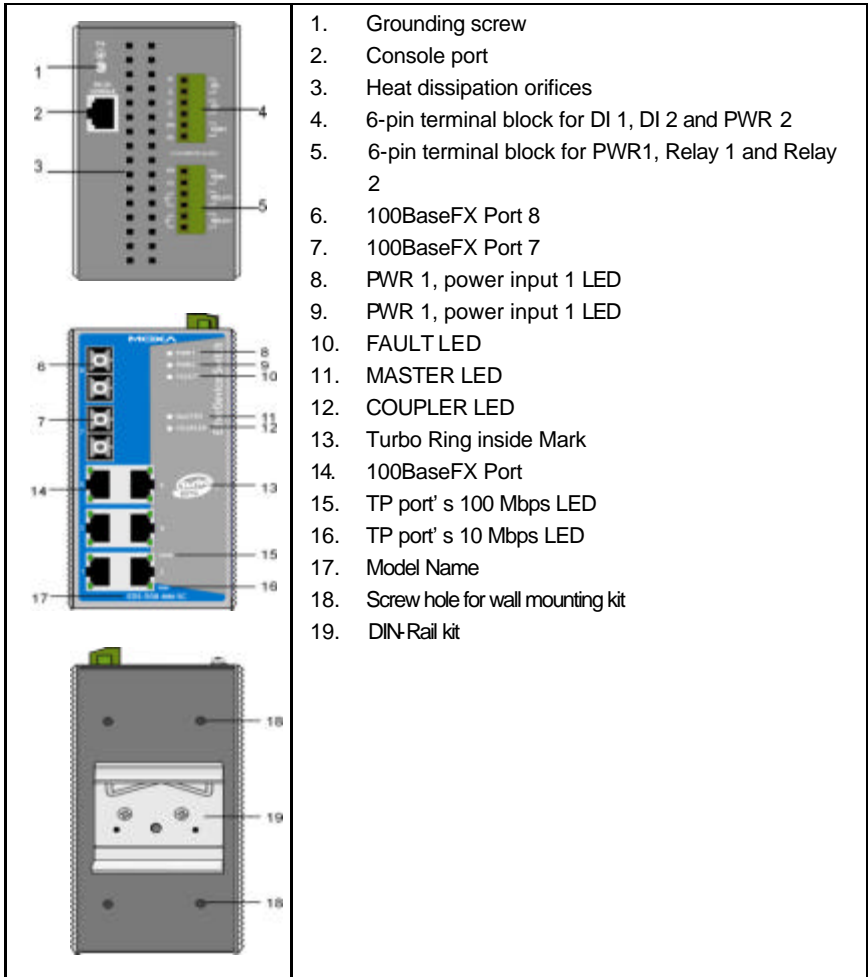 1. Grounding screw
2. Console port
3. Heat dissipation orifices
4. 6-pin terminal block for DI 1, DI 2 and PWR 2
5. 6-pin terminal block for PWR1, Relay 1 and Relay
2
6. 100BaseFX Port 8
7. 100BaseFX Port 7
8. PWR 1, power input 1 LED
9. PWR 1, power input 1 LED
10. FAULT LED
11. MASTER LED
12. COUPLER LED
13. Turbo Ring inside Mark
14. 100BaseFX Port
15. TP port' s 100 Mbps LED
16. TP port' s 10 Mbps LED
17. Model Name
18. Screw hole for wall mounting kit
19. DIN-Rail kit
1
2
3
4
5
MOXA
6
7
8
9
10
MASTER
11
COUPLER
12
13
14
15
16
17
18
19
18